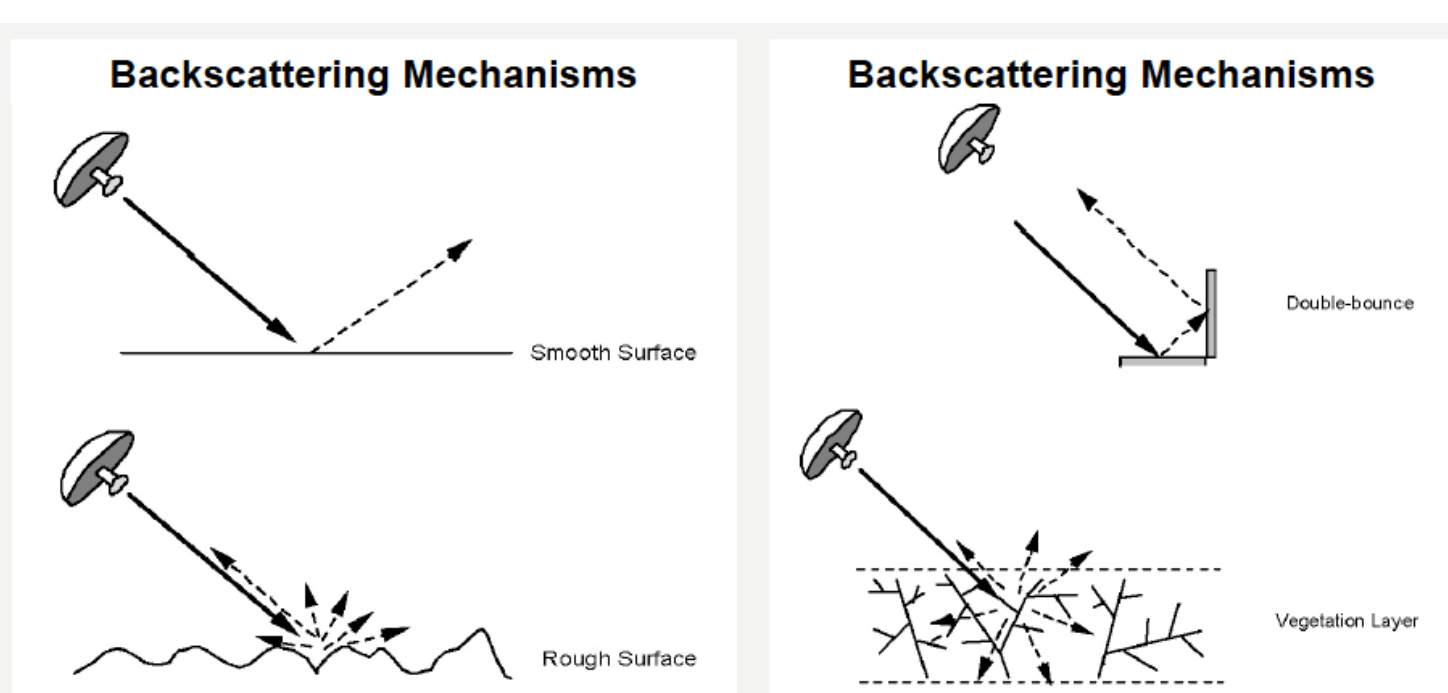 Backscattering Mechanisms
Smooth Surface
Rough Surface
Backscattering Mechanisms
Double-bounce
Vegetation Layer